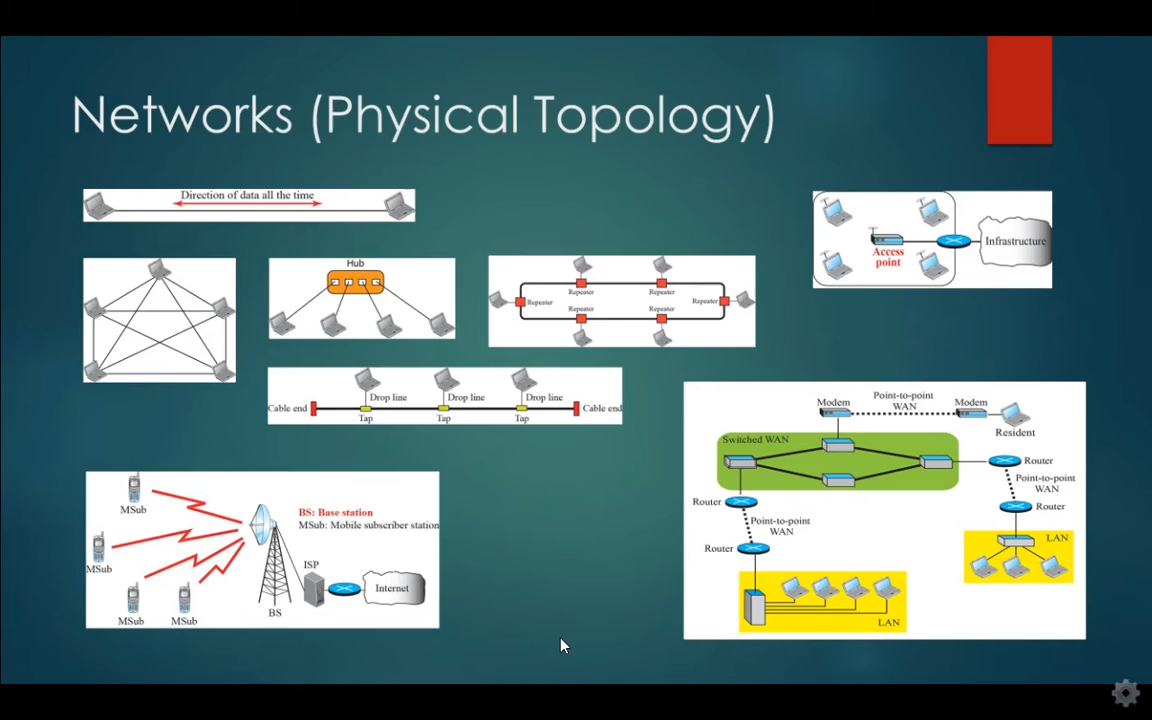 Networks (Physical Topology)
Direction of data all the time
Hub
Repeater
Repeater
Repeater
Repeater
Repeater
Repeater
Access
point
Infrastructure
Drop line
Drop line
Drop line
Cable end
Cable end
Tap
Tap
Tap
MSub
MSub
MSub
MSub
BS: Base station
MSub: Mobile subscriber station
ISP
Internet
BS
Point-to-point
WAN
Modem
Modem
Resident
Switched WAN
Router
Point-to-point
WAN
Router
Router
Point-to-point
WAN
Router
LAN
LAN